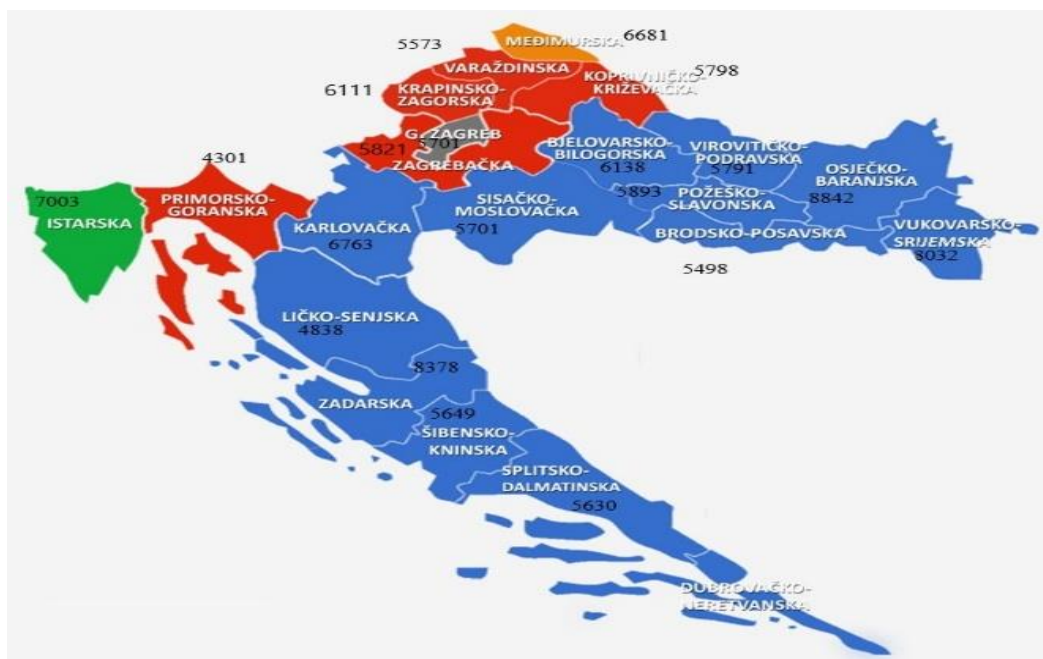 6681
5573
MEĐIMURSKA
VARAŽDINSKA
5798
KOPRIVNIČKO-
KRIŽEVAČKA
6111
KRAPINSKO-
ZAGORSKA
G. ZAGREB
5701
5821
ZAGREBAČKA
BJELOVARSKO-
BILOGORSKA
6138
VIROVITIČKO-
PODRAVSKA
5791
OSJEČKO-
BARANJSKA
8842
4301
7003
ISTARSKA
PRIMORSKO-
GORANSKA
KARLOVAČKA
6763
SISAČKO-
MOSLOVAČKA
5701
5893
POŽEŠKO-
SLAVONSKA
BRODSKO-POSAVSKA
5498
VUKOVARSKO-
SRIJEMSKA
8032
LIČKO-SENJSKA
4838
8378
ZADARSKA
5649
ŠIBENSKO-
KNINSKA
SPLITSKO-
DALMATINSKA
5630
DUBROVAČKO-
NERETVANSKA